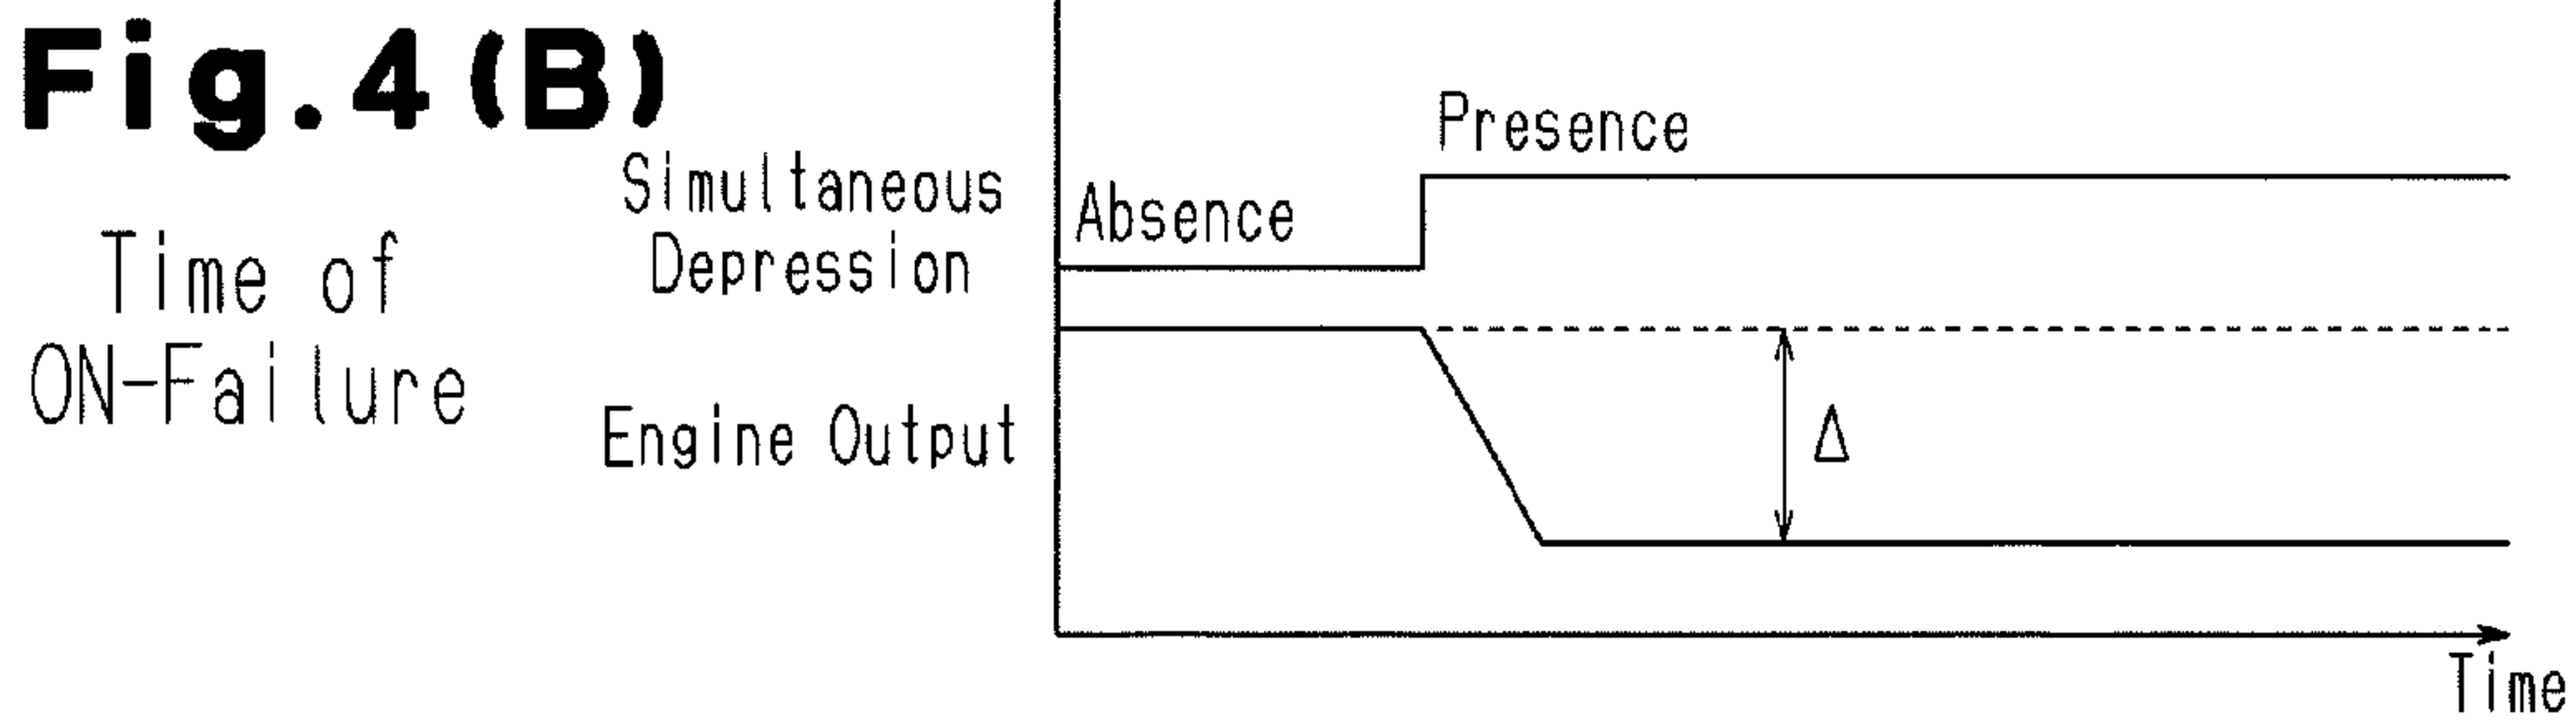 Fig.4(B)
Time of
ON-Failure
Simultaneous
Depression
Absence
Presence
Engine Output
Δ
Time